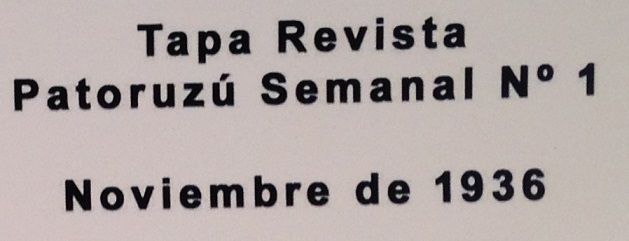 Tapa Revista
Patoruzú Semanal Nº 1
Noviembre de 1936